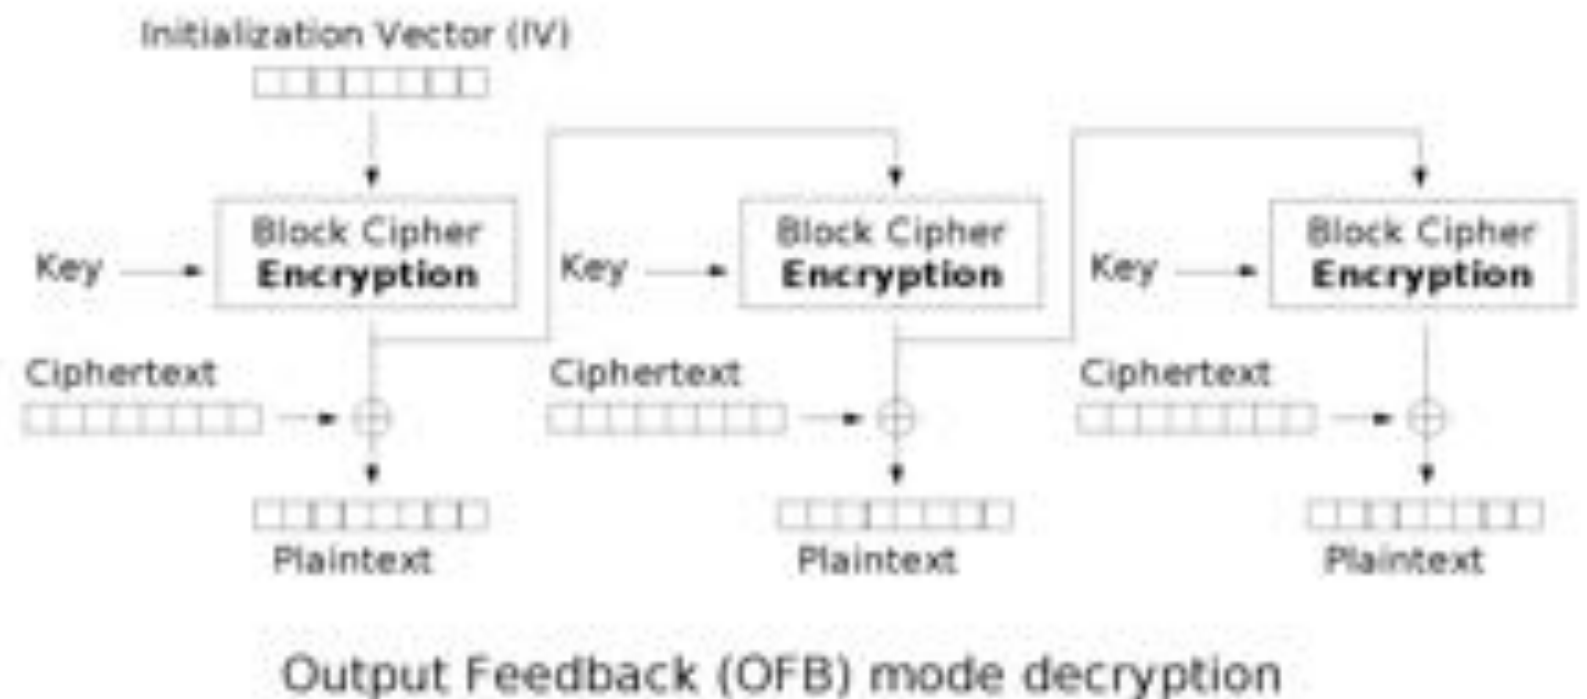 Initialization Vector (IV)
Block Cipher
Encryption
Key
Block Cipher
Encryption
Key
Block Cipher
Encryption
Key
Ciphertext
Ciphertext
Ciphertext
Plaintext
Plaintext
Plaintext
Output Feedback (OFB) mode decryption